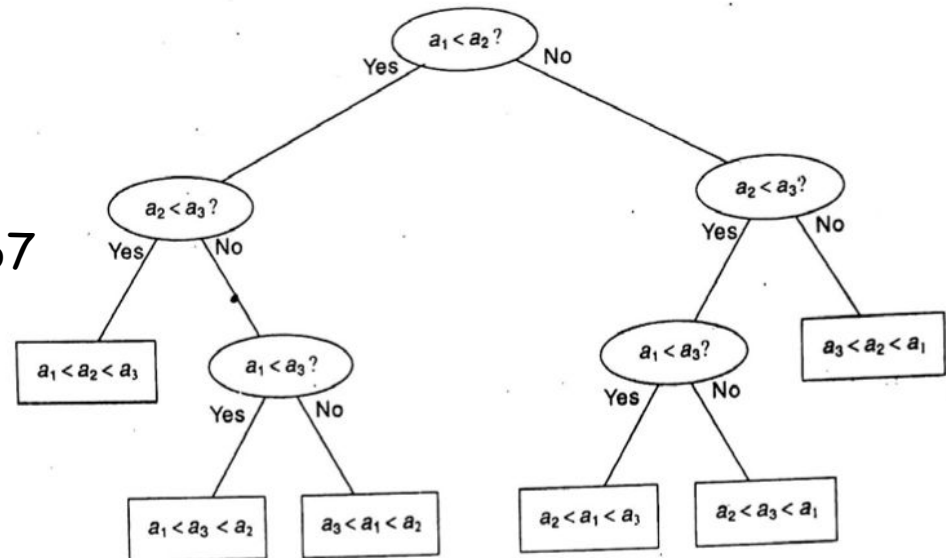 a₁ < a₂?
Yes No
a₂ < a₃?
a₂ < a₃?
Yes No
Yes No
a₁ < a₂ < a₃
a₁ < a₃?
a₁ < a₃?
a₃ < a₂ < a₁
Yes No
Yes No
a₁ < a₃ < a₂
a₃ < a₁ < a₂
a₂ < a₁ < a₃
a₂ < a₃ < a₁